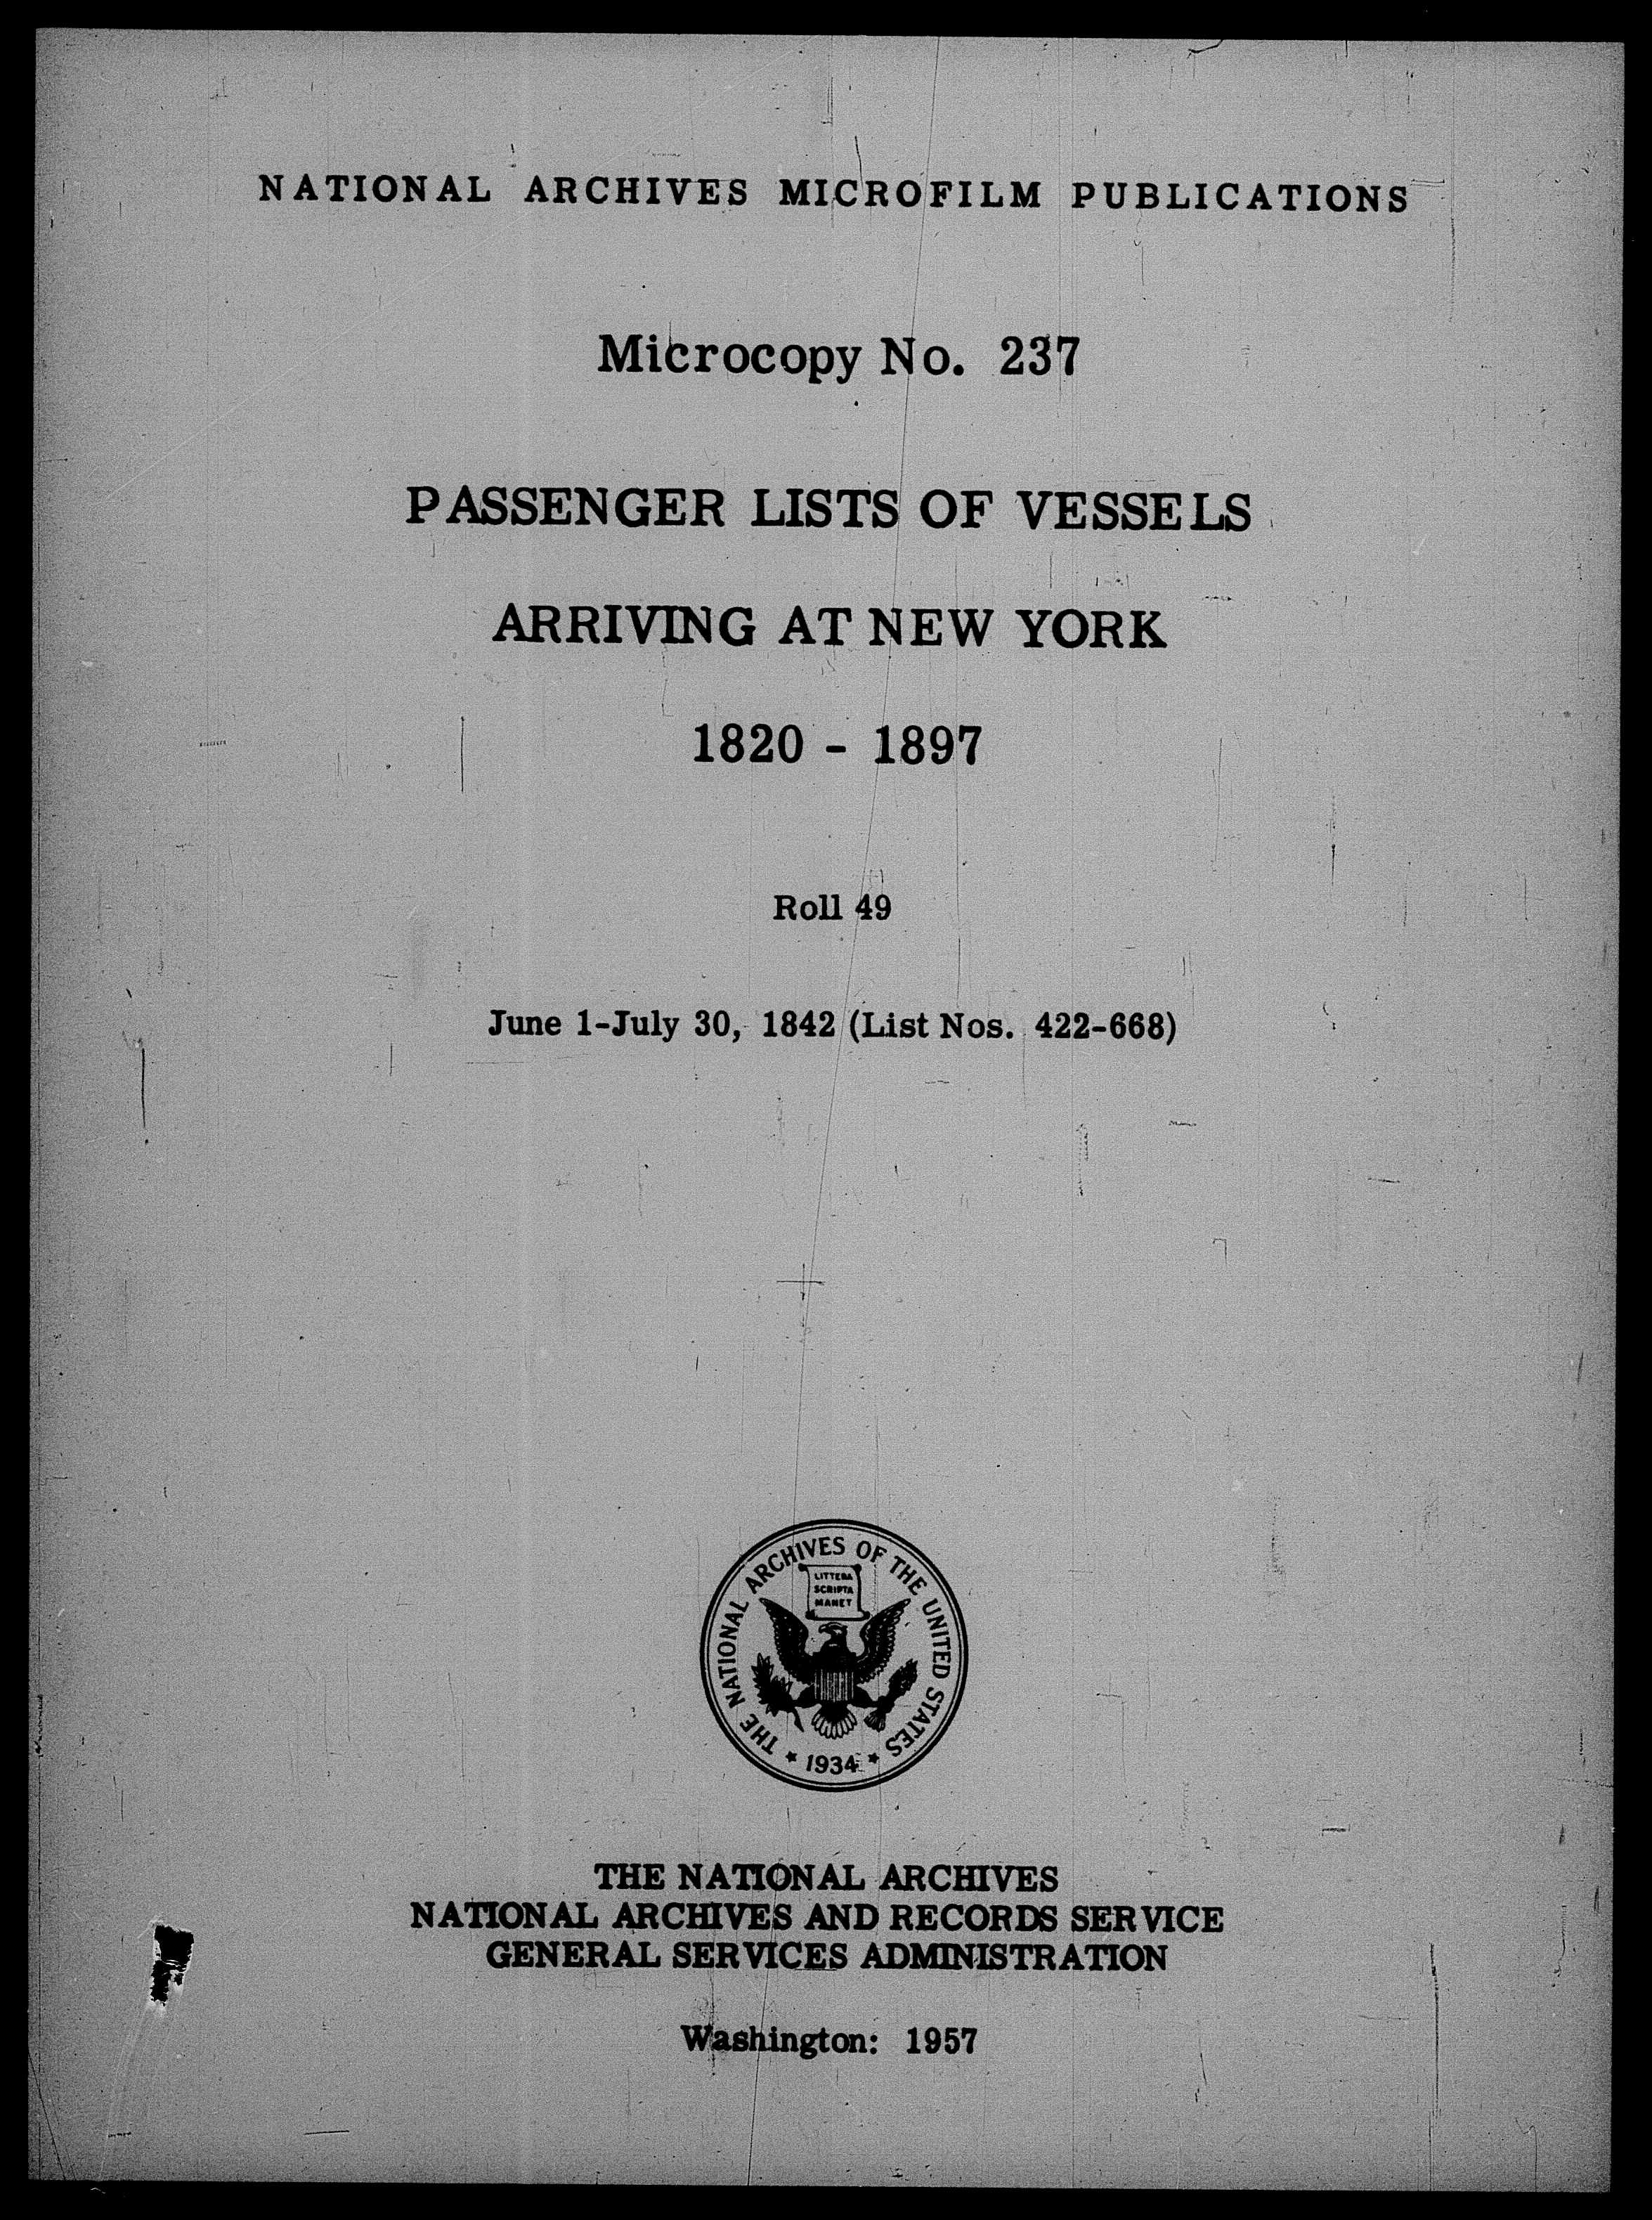 NATIONAL ARCHIVES MICROFILM PUBLICATIONS
Microcopy No. 237
PASSENGER LISTS OF VESSELS
ARRIVING AT NEW YORK
1820 - 1897
Roll 49
June 1-July 30, 1842 (List Nos. 422-668)
THE NATIONAL ARCHIVES OF THE UNITED STATES
LITTERA
SCRIPTA
MANET
★ 1934 ★
THE NATIONAL ARCHIVES
NATIONAL ARCHIVES AND RECORDS SERVICE
GENERAL SERVICES ADMINISTRATION
Washington: 1957